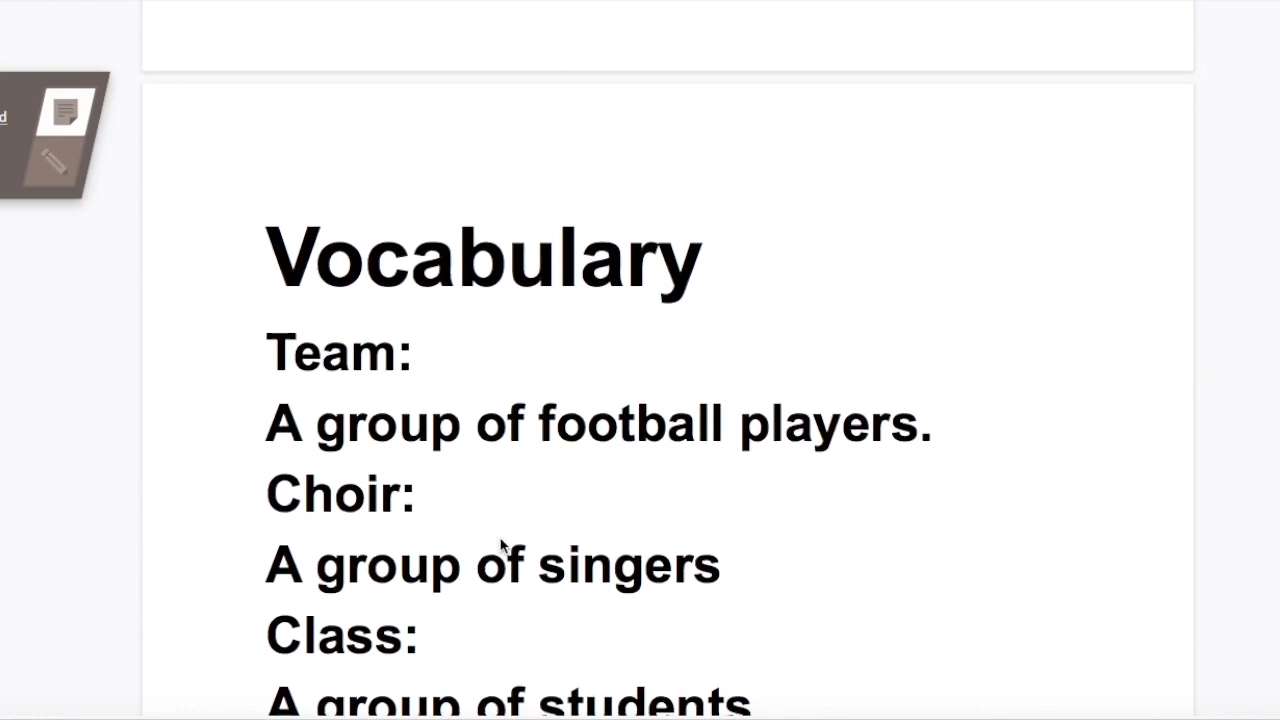 d
Vocabulary
Team:
A group of football players.
Choir:
A group of singers
Class:
A group of students